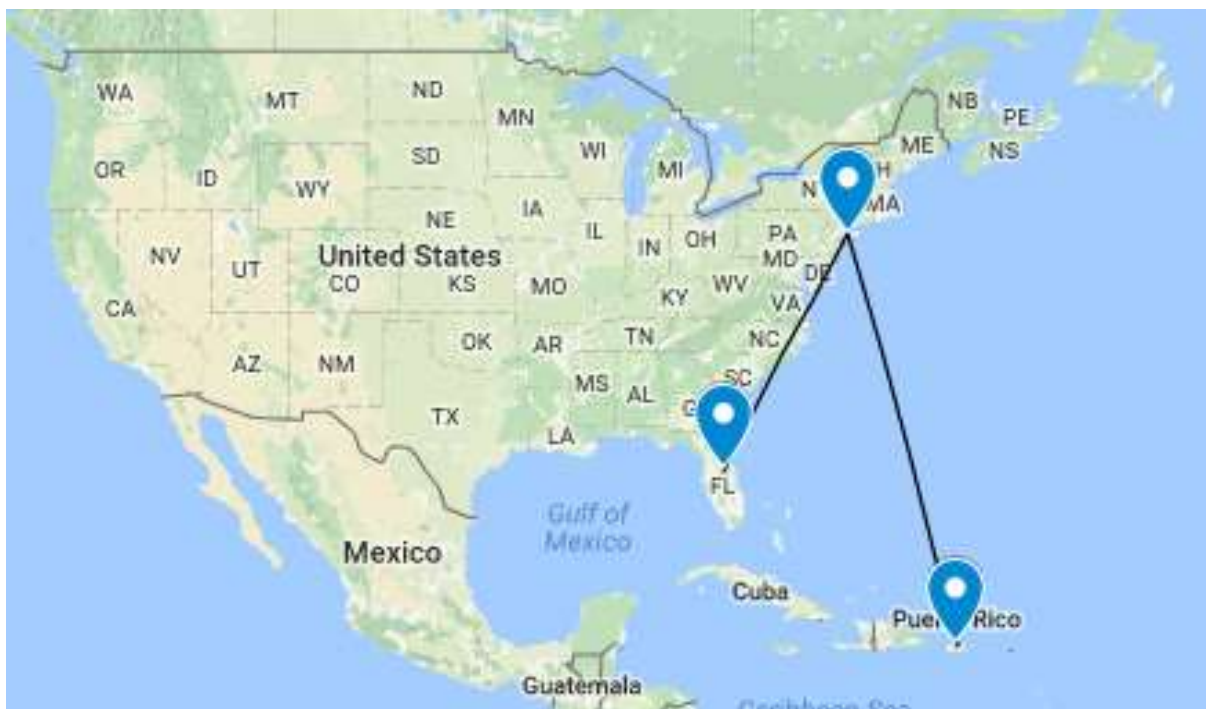 WA
MT
ND
MN
NB
PE
ME
NS
OR
ID
SD
WI
MI
WY
MA
NE
IA
PA
NV
United States
IL
IN
OH
MD
UT
CO
KS
MO
WV
DE
CA
KY
VA
TN
NC
AZ
NM
OK
AR
SC
MS
AL
TX
LA
FL
Gulf of
Mexico
Mexico
Cuba
Guatemala